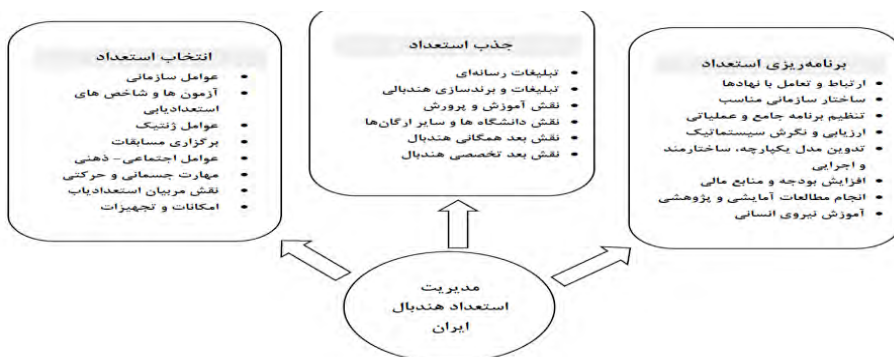 برنامه‌ریزی استعداد
ارتباط و تعامل با نهادها
ساختار سازمانی مناسب
تنظیم برنامه جامع و عملیاتی
ارزیابی و نگرش سیستماتیک
تدوین مدل یکپارچه، ساختارمند
و اجرایی
افزایش بودجه و منابع مالی
انجام مطالعات آمایشی و پژوهشی
آموزش نیروی انسانی
جذب استعداد
تبلیغات رسانه‌ای
تبلیغات و برندسازی هندبالی
نقش آموزش و پرورش
نقش دانشگاه ها و سایر ارگان‌ها
نقش بعد همگانی هندبال
نقش بعد تخصصی هندبال
انتخاب استعداد
عوامل سازمانی
آزمون ها و شاخص های
استعدادیابی
عوامل ژنتیک
برگزاری مسابقات
عوامل اجتماعی- ذهنی
مهارت جسمانی و حرکتی
نقش مربیان استعدادیاب
امکانات و تجهیزات
مدیریت
استعداد هندبال
ایران